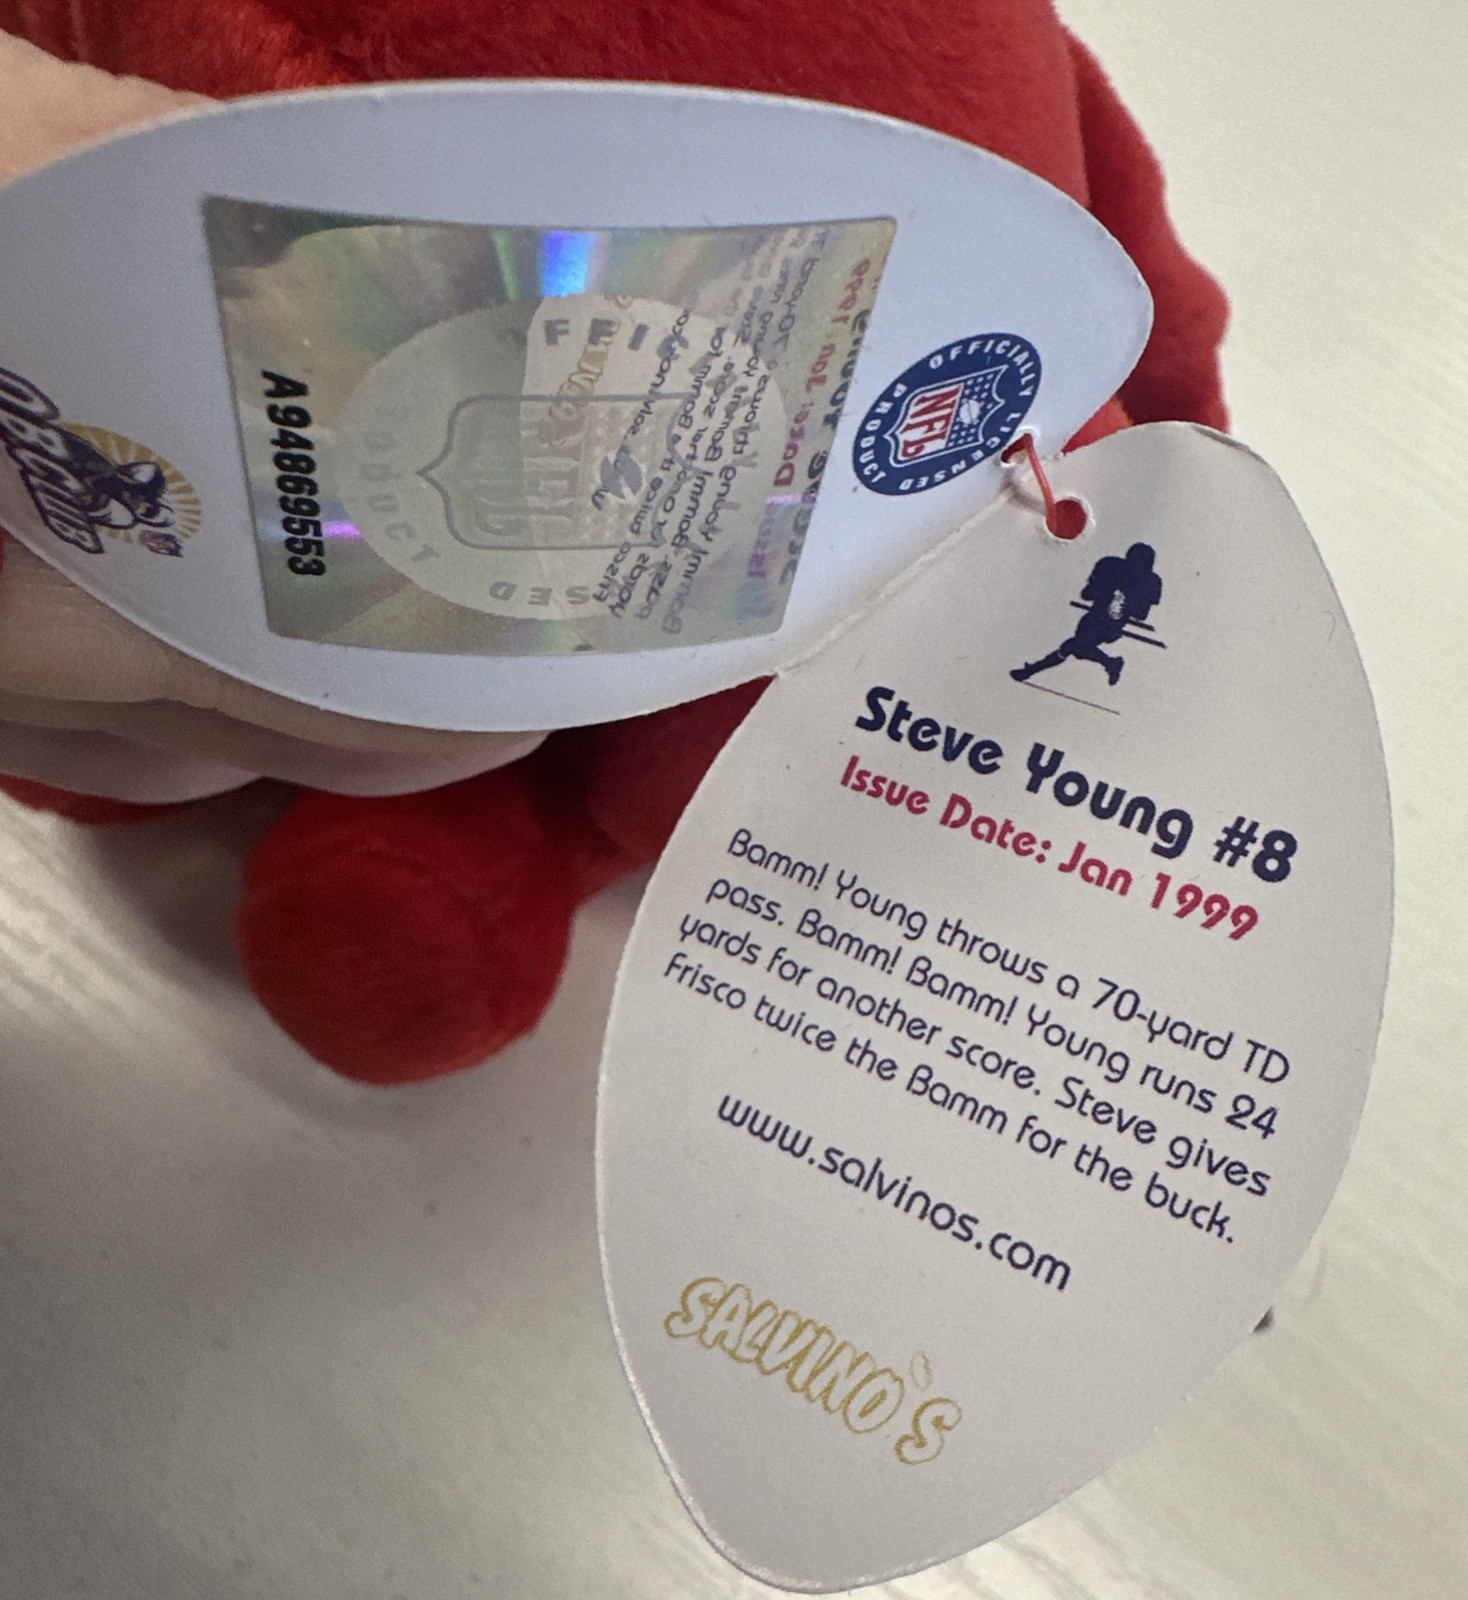 A94869553
OFFICIALLY LICENSED PRODUCT
NFL
Steve Young #8
Issue Date: Jan 1999
Bamm! Young throws a 70-yard TD
pass. Bamm! Bamm! Young runs 24
yards for another score. Steve gives
Frisco twice the Bamm for the buck.
www.salvinos.com
SALVINO'S